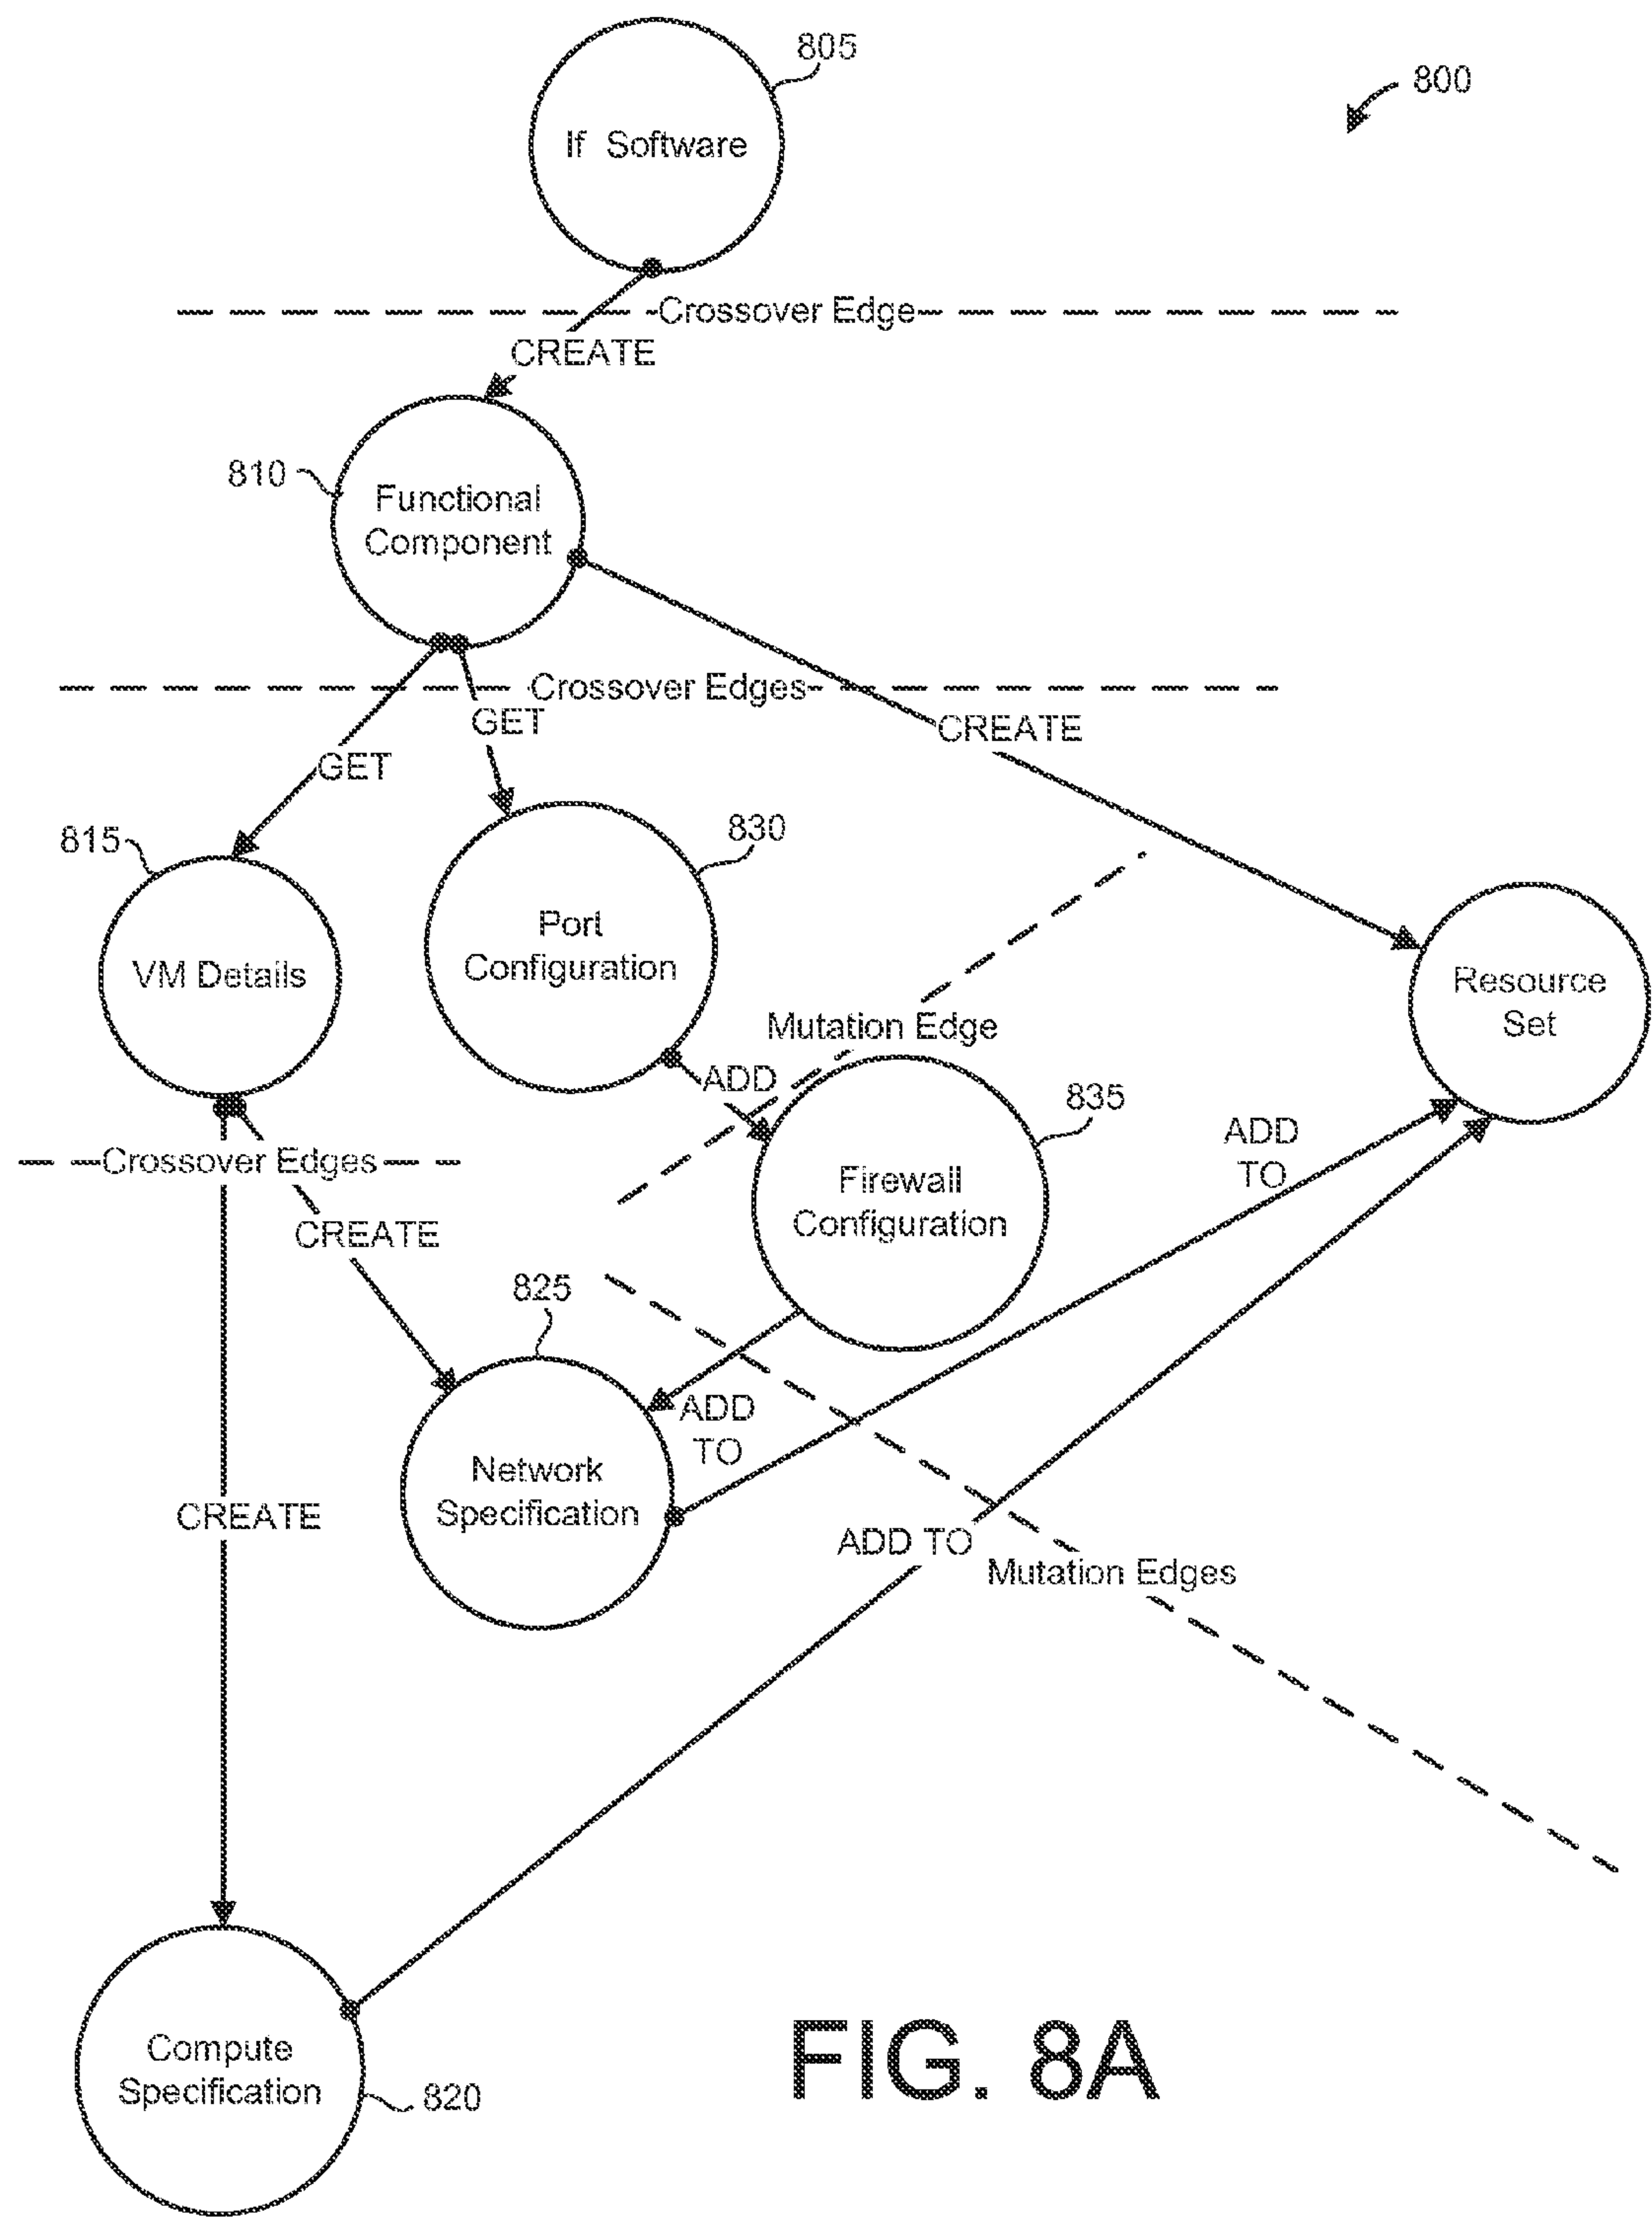 805
800
If Software
Crossover Edge
CREATE
810
Functional
Component
Crossover Edges
GET
CREATE
GET
815
830
Port
Configuration
VM Details
Resource
Set
Mutation Edge
ADD
835
ADD
TO
Crossover Edges
Firewall
Configuration
CREATE
825
ADD
TO
Network
Specification
CREATE
ADD TO
Mutation Edges
Compute
Specification
820
FIG. 8A